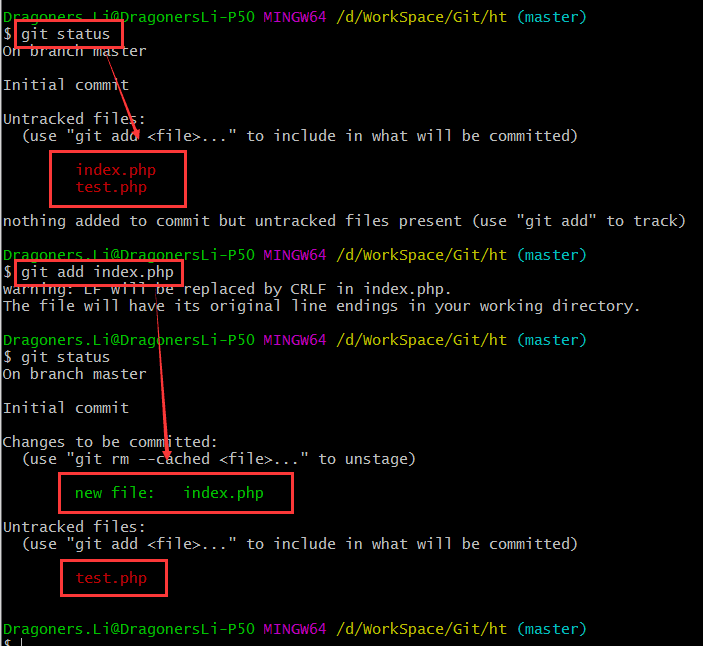 Dragoners.Li@DragonersLi-P50 MINGW64 /d/WorkSpace/Git/ht (master)
$ git status
On branch master
Initial commit
Untracked files:
(use "git add <file>..." to include in what will be committed)
index.php
test.php
nothing added to commit but untracked files present (use "git add" to track)
Dragoners.Li@DragonersLi-P50 MINGW64 /d/WorkSpace/Git/ht (master)
$ git add index.php
warning: LF will be replaced by CRLF in index.php.
The file will have its original line endings in your working directory.
Dragoners.Li@DragonersLi-P50 MINGW64 /d/WorkSpace/Git/ht (master)
$ git status
On branch master
Initial commit
Changes to be committed:
(use "git rm --cached <file>..." to unstage)
new file:   index.php
Untracked files:
(use "git add <file>..." to include in what will be committed)
test.php
Dragoners.Li@DragonersLi-P50 MINGW64 /d/WorkSpace/Git/ht (master)
$